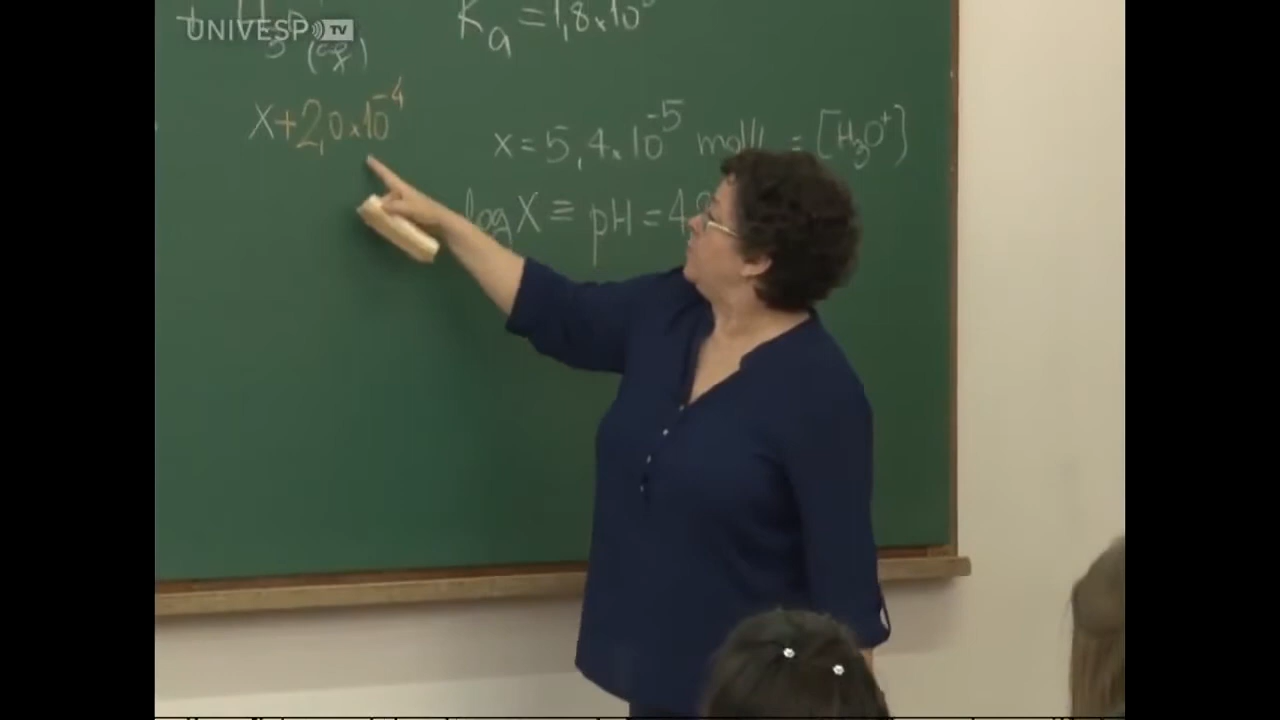 UNIVESP TV
Ka = 1,8×10
(aq)
x + 2,0×10⁻⁴
x = 5,4×10⁻⁵ mol/L = [H₃O⁺]
log X ≡ pH = 4